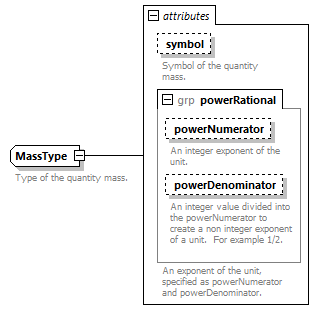 attributes
symbol
Symbol of the quantity
mass.
grp powerRational
powerNumerator
An integer exponent of the
unit.
MassType
Type of the quantity mass.
powerDenominator
An integer value divided into
the powerNumerator to
create a non integer exponent
of a unit.  For example 1/2.
An exponent of the unit,
specified as powerNumerator
and powerDenominator.